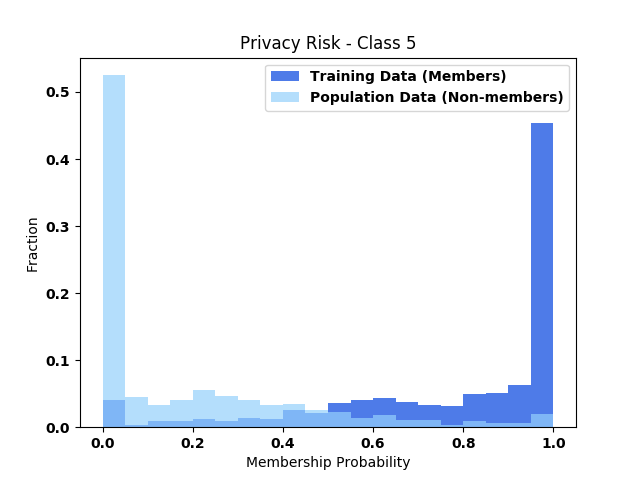 Privacy Risk - Class 5
Training Data (Members)
Population Data (Non-members)
0.5
0.4
0.3
0.2
0.1
0.0
Fraction
0.0 0.2 0.4 0.6 0.8 1.0
Membership Probability